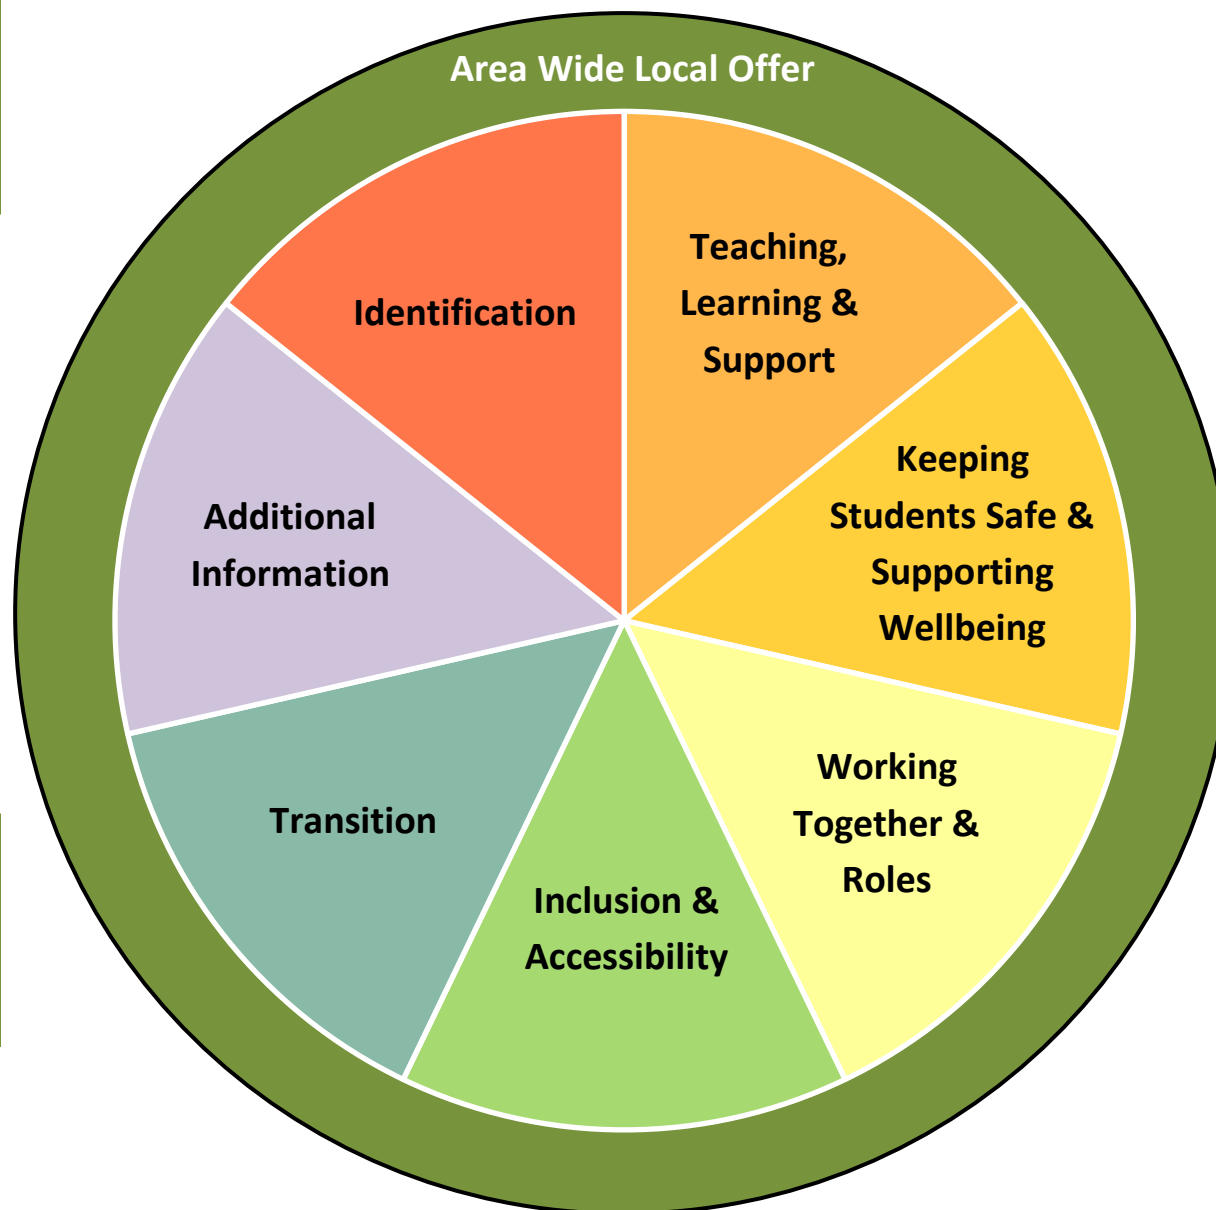 Area Wide Local Offer
Identification
Teaching,
Learning &
Support
Keeping
Students Safe &
Supporting
Wellbeing
Working
Together &
Roles
Inclusion &
Accessibility
Transition
Additional
Information